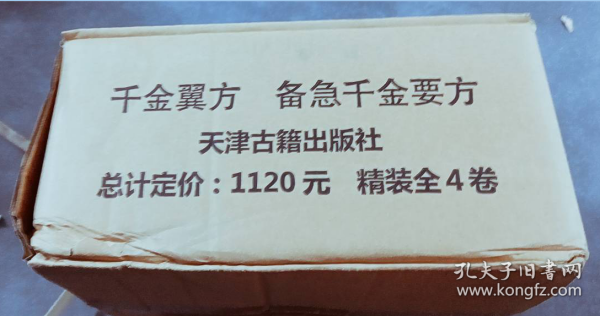 千金翼方 备急千金要方
天津古籍出版社
总计定价：1120元 精装全4卷
孔夫子旧書网
www.kongfz.com